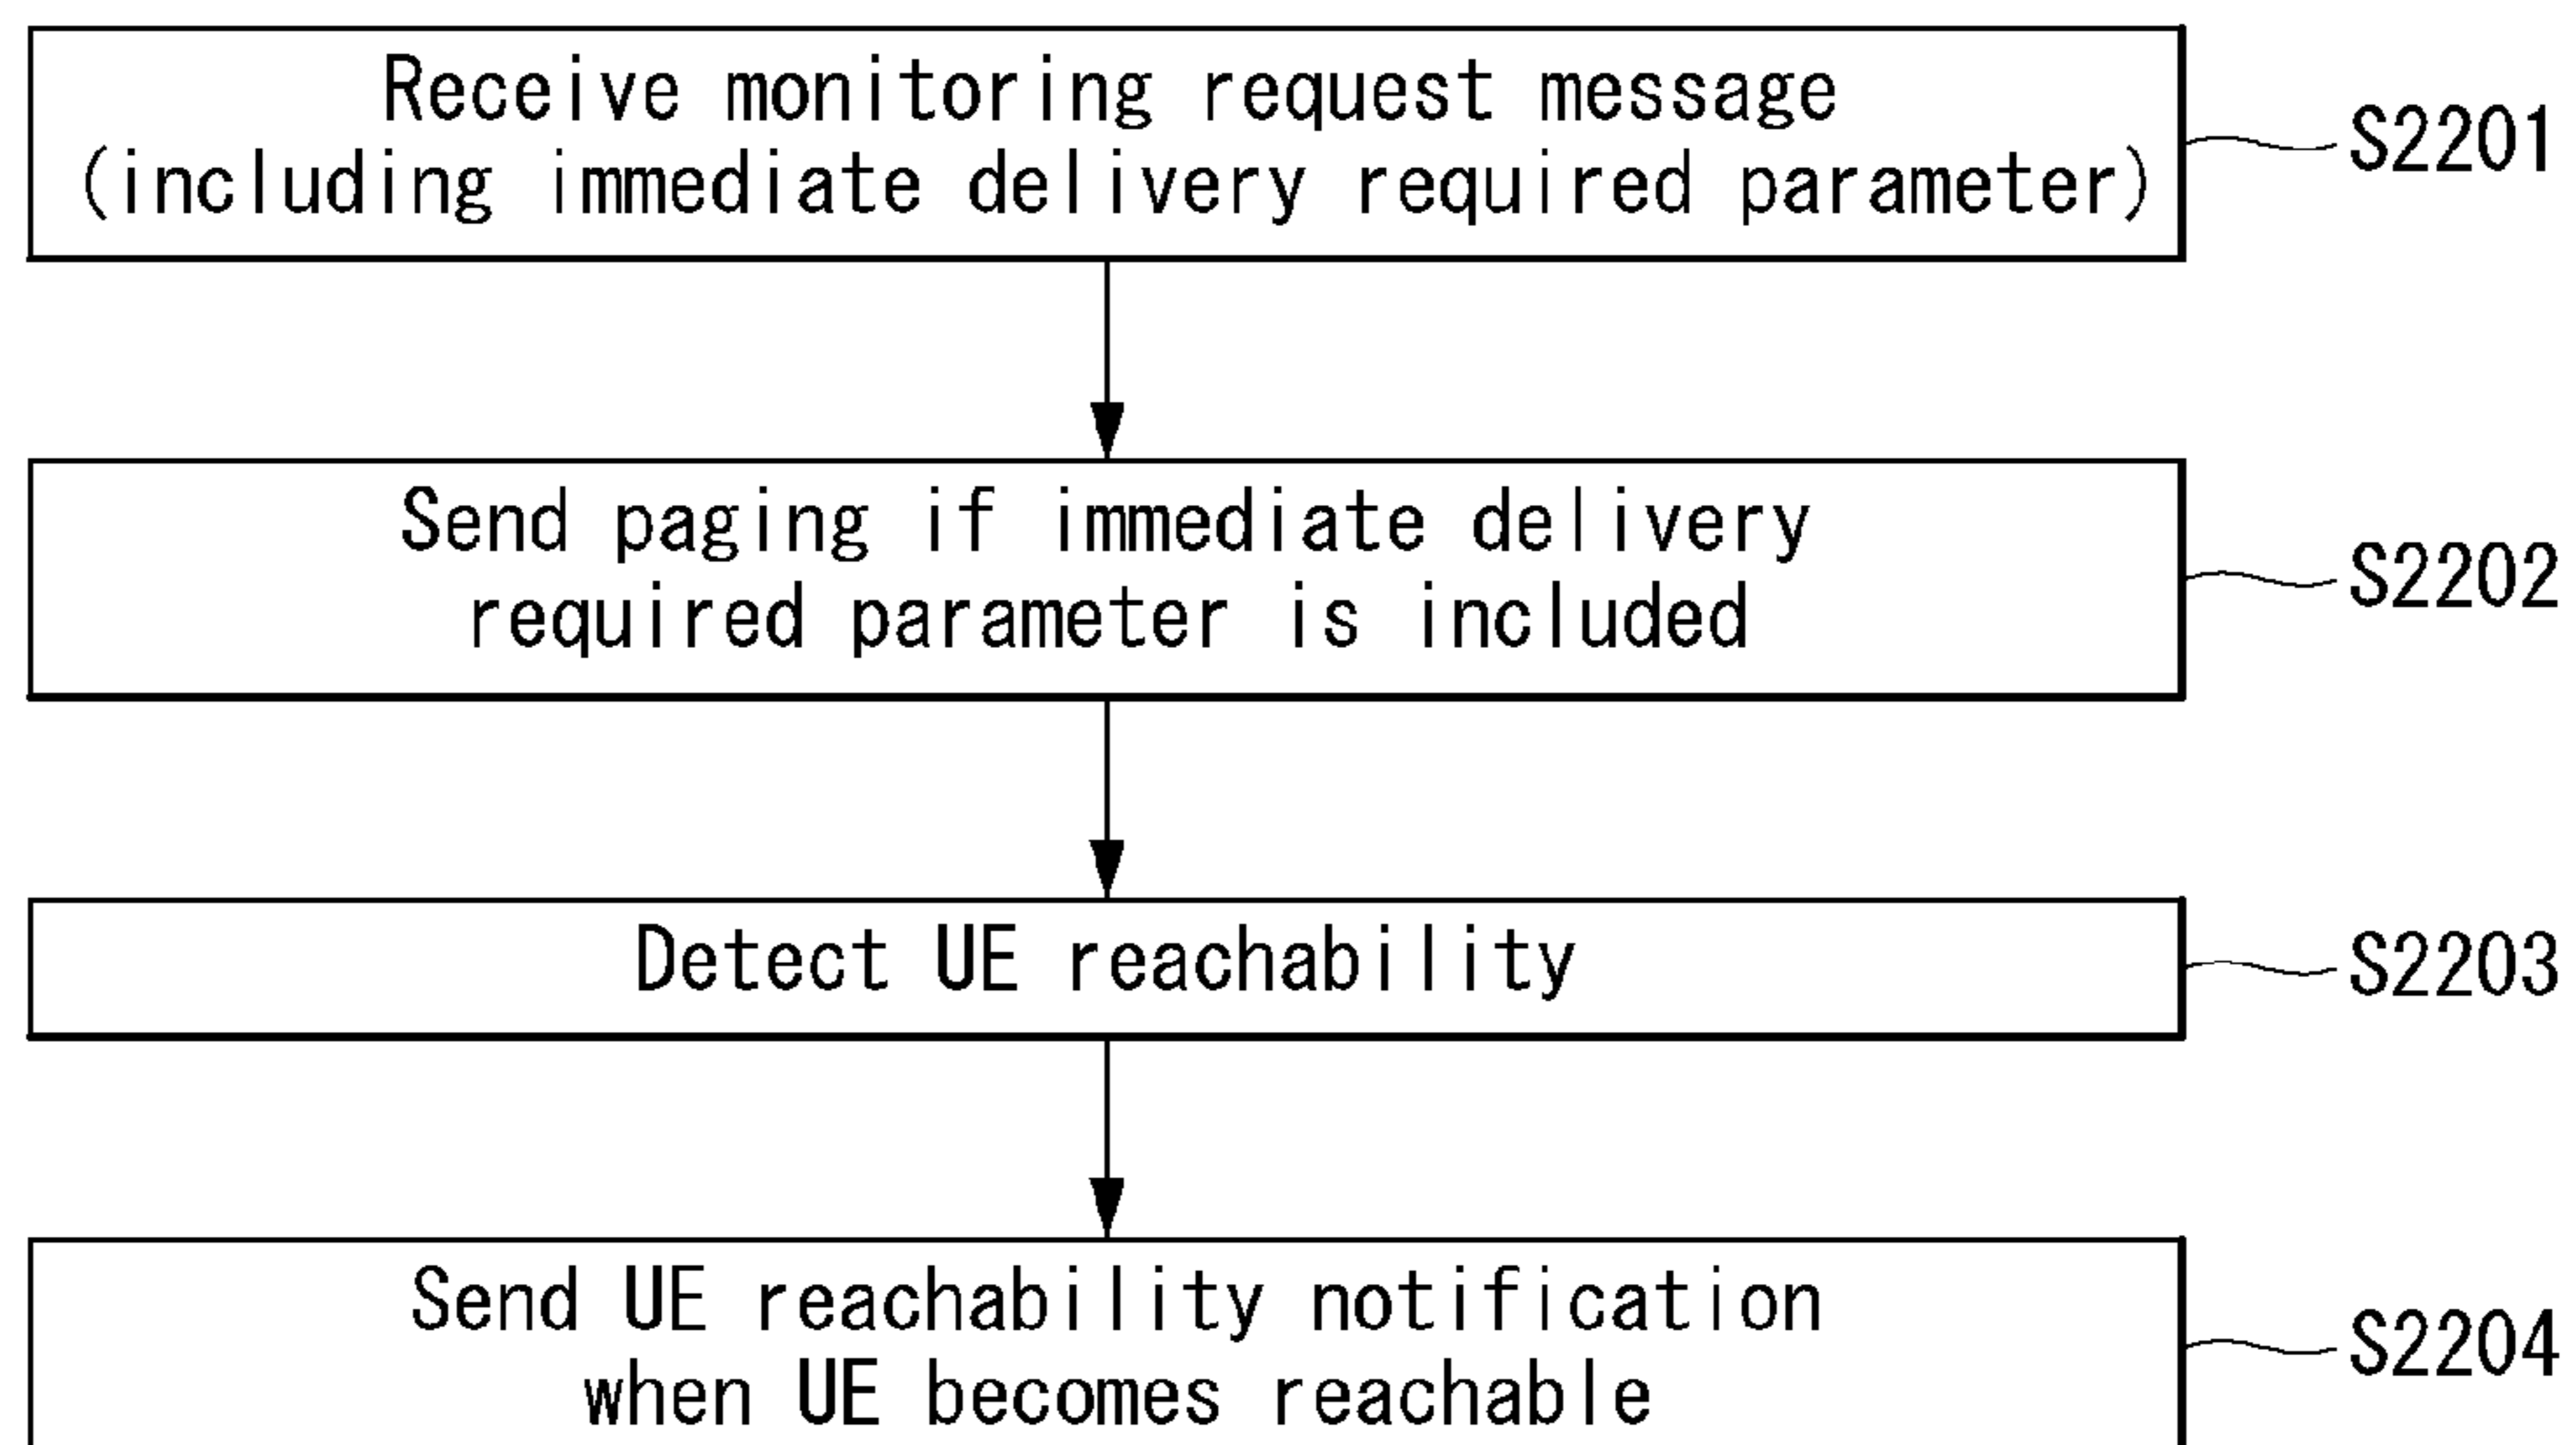 Receive monitoring request message
(including immediate delivery required parameter)
S2201
Send paging if immediate delivery
required parameter is included
S2202
Detect UE reachability
S2203
Send UE reachability notification
when UE becomes reachable
S2204